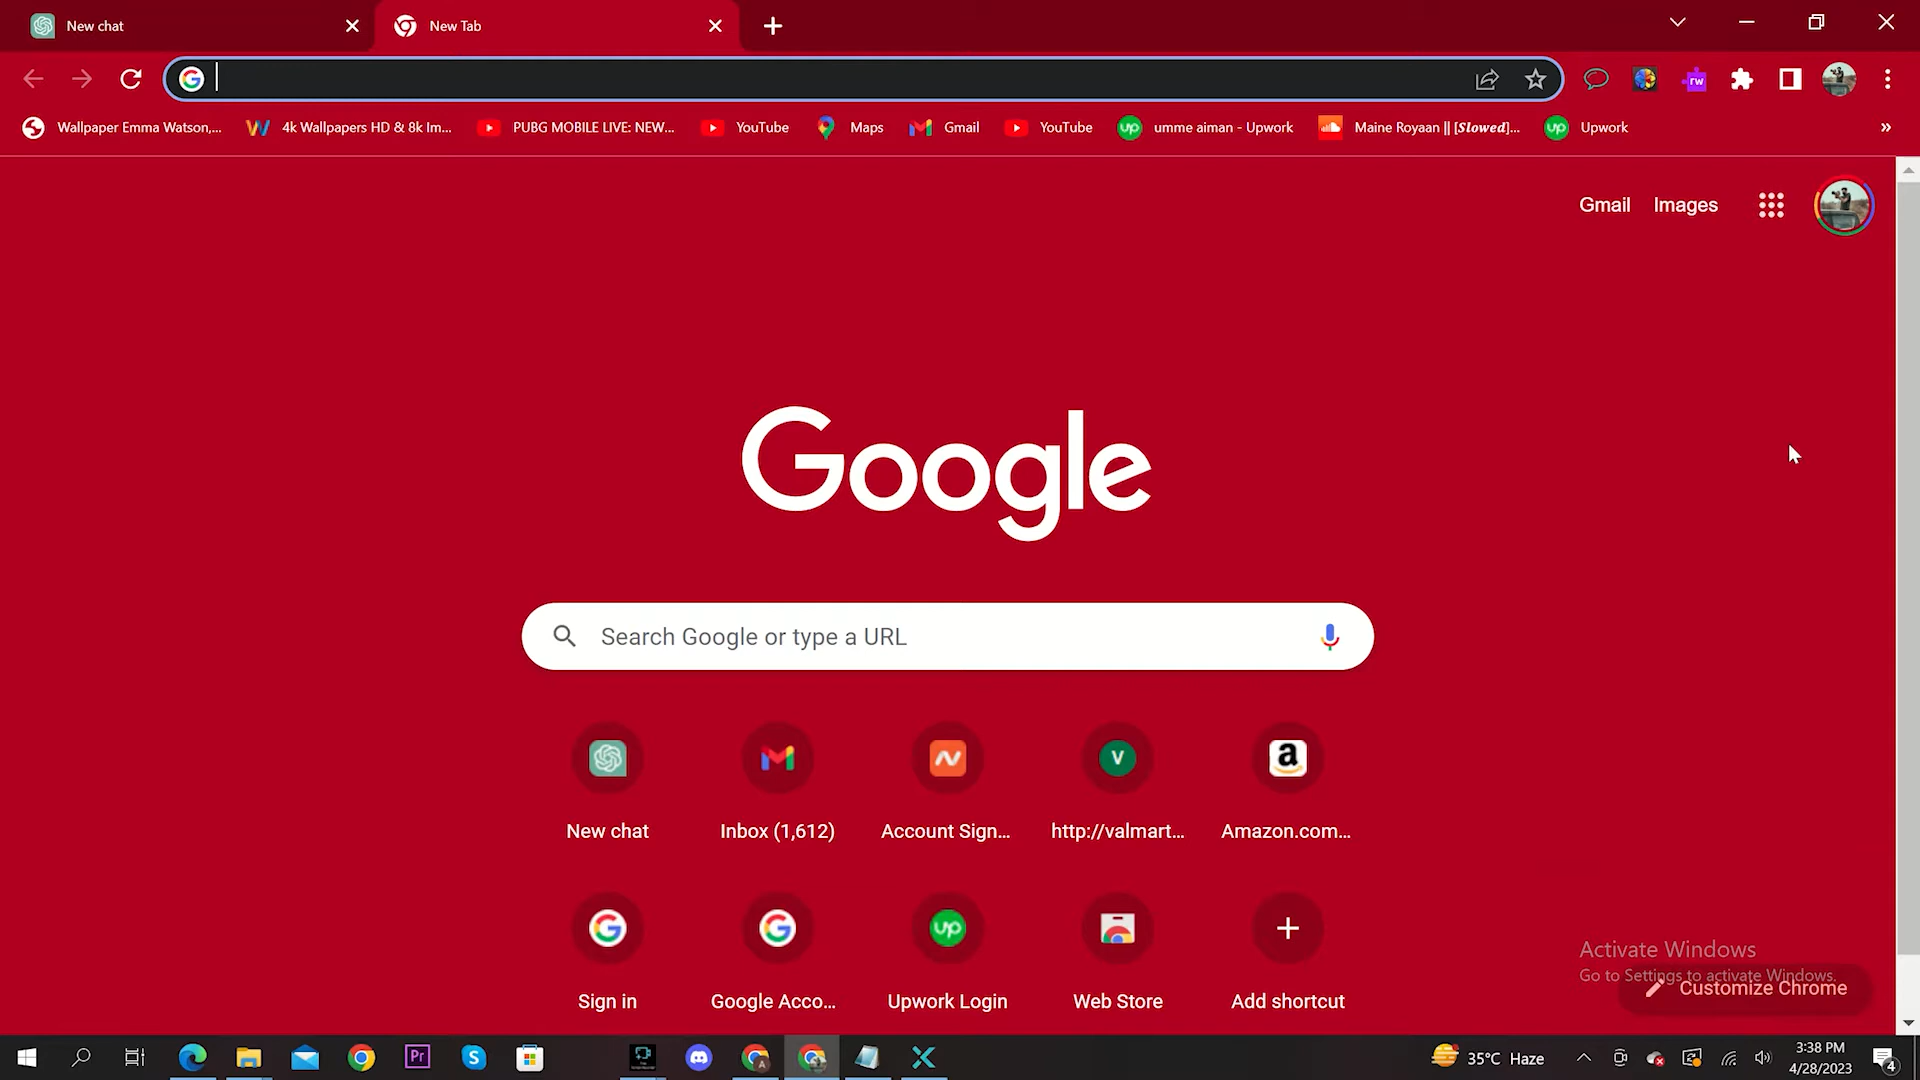 New chat
New Tab
Wallpaper Emma Watson,...
4k Wallpapers HD & 8k Im...
PUBG MOBILE LIVE: NEW...
YouTube
Maps
Gmail
YouTube
umme aiman - Upwork
Maine Royaan || [Slowed]...
Upwork
Gmail
Images
Google
Search Google or type a URL
New chat
Inbox (1,612)
Account Sign...
http://valmart...
Amazon.com...
Sign in
Google Acco...
Upwork Login
Web Store
Add shortcut
Activate Windows
Go to Settings to activate Windows.
Customize Chrome
35°C Haze
3:38 PM
4/28/2023
4